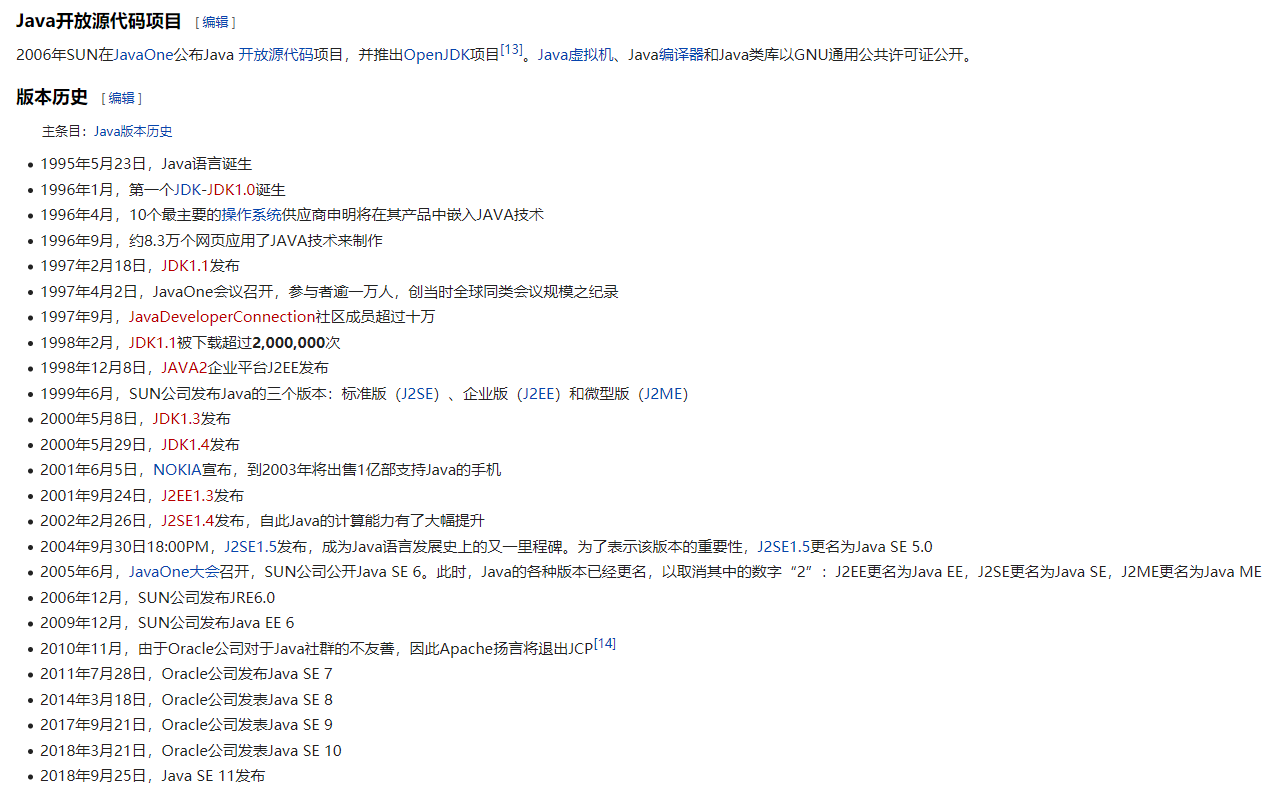 Java开放源代码项目 [编辑]
2006年SUN在JavaOne公布Java 开放源代码项目，并推出OpenJDK项目[13]。Java虚拟机、Java编译器和Java类库以GNU通用公共许可证公开。
版本历史 [编辑]
主条目：Java版本历史
• 1995年5月23日，Java语言诞生
• 1996年1月，第一个JDK-JDK1.0诞生
• 1996年4月，10个最主要的操作系统供应商申明将在其产品中嵌入JAVA技术
• 1996年9月，约8.3万个网页应用了JAVA技术来制作
• 1997年2月18日，JDK1.1发布
• 1997年4月2日，JavaOne会议召开，参与者逾一万人，创当时全球同类会议规模之纪录
• 1997年9月，JavaDeveloperConnection社区成员超过十万
• 1998年2月，JDK1.1被下载超过2,000,000次
• 1998年12月8日，JAVA2企业平台J2EE发布
• 1999年6月，SUN公司发布Java的三个版本：标准版（J2SE）、企业版（J2EE）和微型版（J2ME）
• 2000年5月8日，JDK1.3发布
• 2000年5月29日，JDK1.4发布
• 2001年6月5日，NOKIA宣布，到2003年将出售1亿部支持Java的手机
• 2001年9月24日，J2EE1.3发布
• 2002年2月26日，J2SE1.4发布，自此Java的计算能力有了大幅提升
• 2004年9月30日18:00PM，J2SE1.5发布，成为Java语言发展史上的又一里程碑。为了表示该版本的重要性，J2SE1.5更名为Java SE 5.0
• 2005年6月，JavaOne大会召开，SUN公司公开Java SE 6。此时，Java的各种版本已经更名，以取消其中的数字“2”：J2EE更名为Java EE，J2SE更名为Java SE，J2ME更名为Java ME
• 2006年12月，SUN公司发布JRE6.0
• 2009年12月，SUN公司发布Java EE 6
• 2010年11月，由于Oracle公司对于Java社群的不友善，因此Apache扬言将退出JCP[14]
• 2011年7月28日，Oracle公司发布Java SE 7
• 2014年3月18日，Oracle公司发表Java SE 8
• 2017年9月21日，Oracle公司发表Java SE 9
• 2018年3月21日，Oracle公司发表Java SE 10
• 2018年9月25日，Java SE 11发布